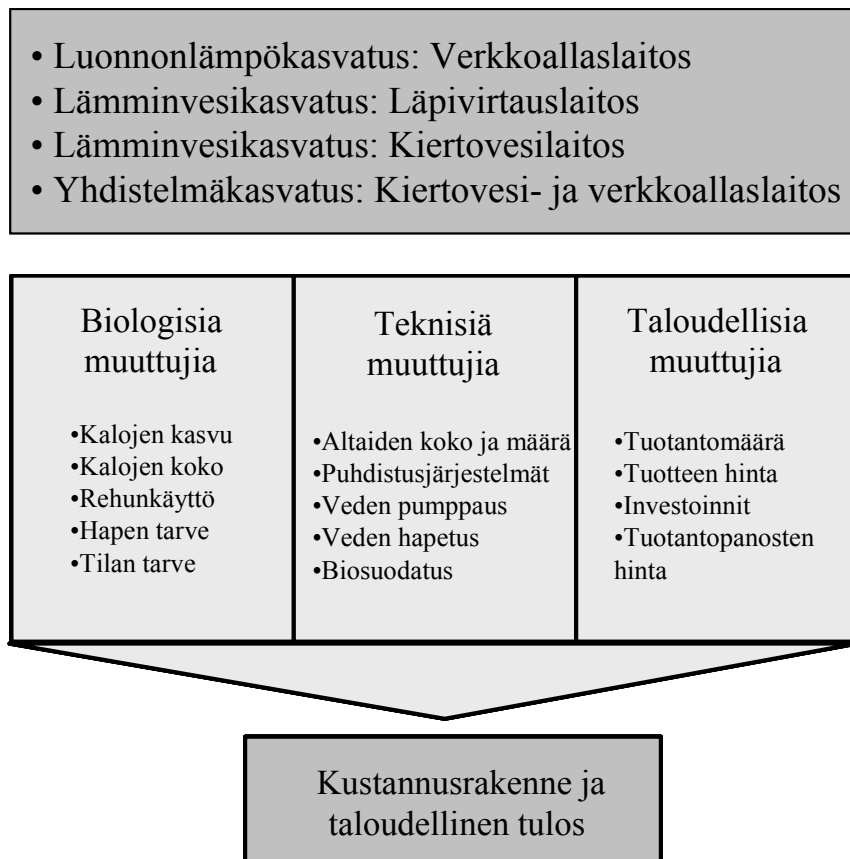 • Luonnonlämpökasvatus: Verkkoallaslaitos
• Lämminvesikasvatus: Läpivirtauslaitos
• Lämminvesikasvatus: Kiertovesilaitos
• Yhdistelmäkasvatus: Kiertovesi- ja verkkoallaslaitos
Biologisia
muuttujia
•Kalojen kasvu
•Kalojen koko
•Rehunkäyttö
•Hapen tarve
•Tilan tarve
Teknisiä
muuttujia
•Altaiden koko ja määrä
•Puhdistusjärjestelmät
•Veden pumppaus
•Veden hapetus
•Biosuodatus
Taloudellisia
muuttujia
•Tuotantomäärä
•Tuotteen hinta
•Investoinnit
•Tuotantopanosten
hinta
Kustannusrakenne ja
taloudellinen tulos